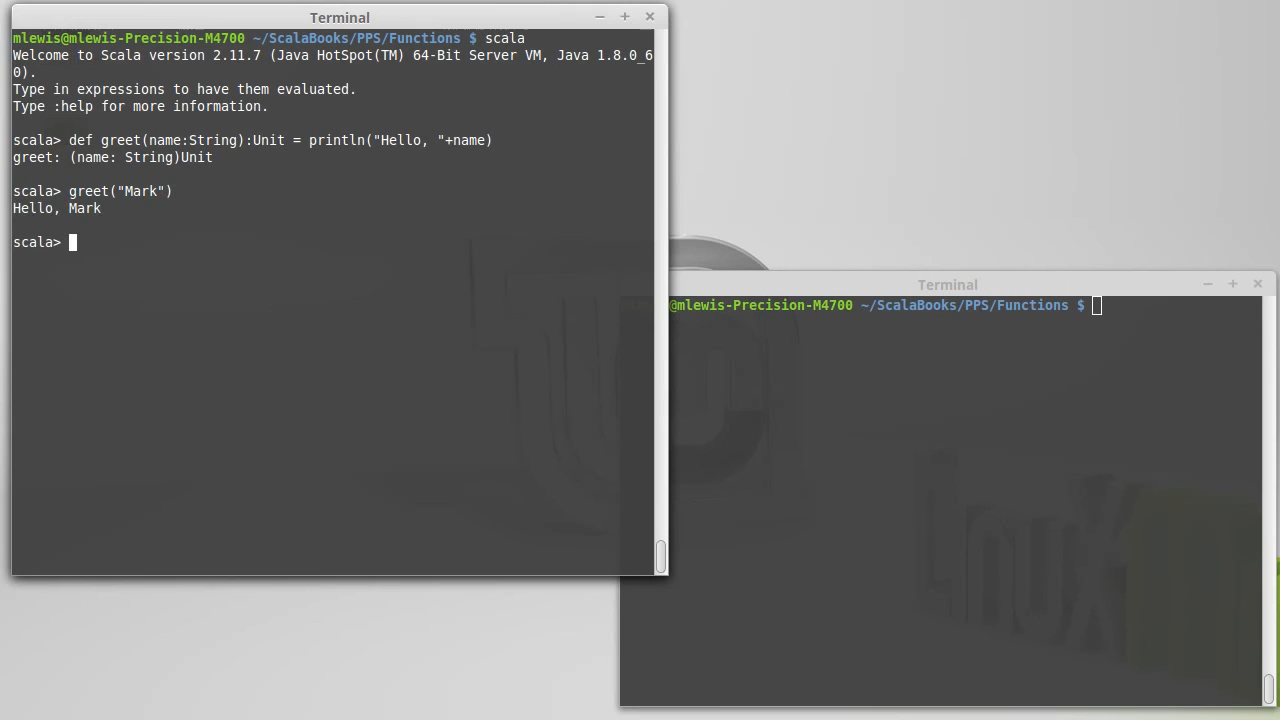 Terminal
mlewis@mlewis-Precision-M4700 ~/ScalaBooks/PPS/Functions $ scala
Welcome to Scala version 2.11.7 (Java HotSpot(TM) 64-Bit Server VM, Java 1.8.0_6
0).
Type in expressions to have them evaluated.
Type :help for more information.
scala> def greet(name:String):Unit = println("Hello, "+name)
greet: (name: String)Unit
scala> greet("Mark")
Hello, Mark
scala>
Terminal
@mlewis-Precision-M4700 ~/ScalaBooks/PPS/Functions $
Linux